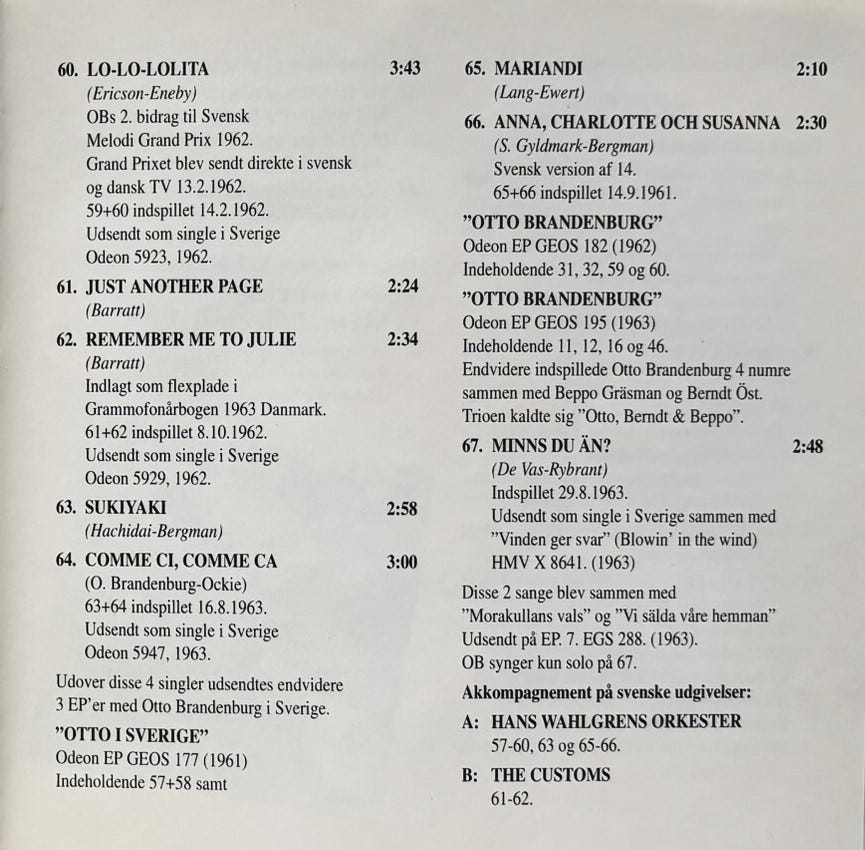 60. LO-LO-LOLITA 3:43
(Ericson-Eneby)
OBs 2. bidrag til Svensk
Melodi Grand Prix 1962.
Grand Prixet blev sendt direkte i svensk
og dansk TV 13.2.1962.
59+60 indspillet 14.2.1962.
Udsendt som single i Sverige
Odeon 5923, 1962.
61. JUST ANOTHER PAGE 2:24
(Barratt)
62. REMEMBER ME TO JULIE 2:34
(Barratt)
Indlagt som flexplade i
Grammofonårbogen 1963 Danmark.
61+62 indspillet 8.10.1962.
Udsendt som single i Sverige
Odeon 5929, 1962.
63. SUKIYAKI 2:58
(Hachidai-Bergman)
64. COMME CI, COMME CA 3:00
(O. Brandenburg-Ockie)
63+64 indspillet 16.8.1963.
Udsendt som single i Sverige
Odeon 5947, 1963.
Udover disse 4 singler udsendtes endvidere
3 EP’er med Otto Brandenburg i Sverige.
”OTTO I SVERIGE”
Odeon EP GEOS 177 (1961)
Indeholdende 57+58 samt
65. MARIANDI 2:10
(Lang-Ewert)
66. ANNA, CHARLOTTE OCH SUSANNA 2:30
(S. Gyldmark-Bergman)
Svensk version af 14.
65+66 indspillet 14.9.1961.
”OTTO BRANDENBURG”
Odeon EP GEOS 182 (1962)
Indeholdende 31, 32, 59 og 60.
”OTTO BRANDENBURG”
Odeon EP GEOS 195 (1963)
Indeholdende 11, 12, 16 og 46.
Endvidere indspillede Otto Brandenburg 4 numre
sammen med Beppo Gräsman og Berndt Öst.
Trioen kaldte sig ”Otto, Berndt & Beppo”.
67. MINNS DU ÄN? 2:48
(De Vas-Rybrant)
Indspillet 29.8.1963.
Udsendt som single i Sverige sammen med
”Vinden ger svar” (Blowin’ in the wind)
HMV X 8641. (1963)
Disse 2 sange blev sammen med
”Morakullans vals” og ”Vi sälda våre hemman”
Udsendt på EP. 7. EGS 288. (1963).
OB synger kun solo på 67.
Akkompagnement på svenske udgivelser:
A: HANS WAHLGRENS ORKESTER
57-60, 63 og 65-66.
B: THE CUSTOMS
61-62.